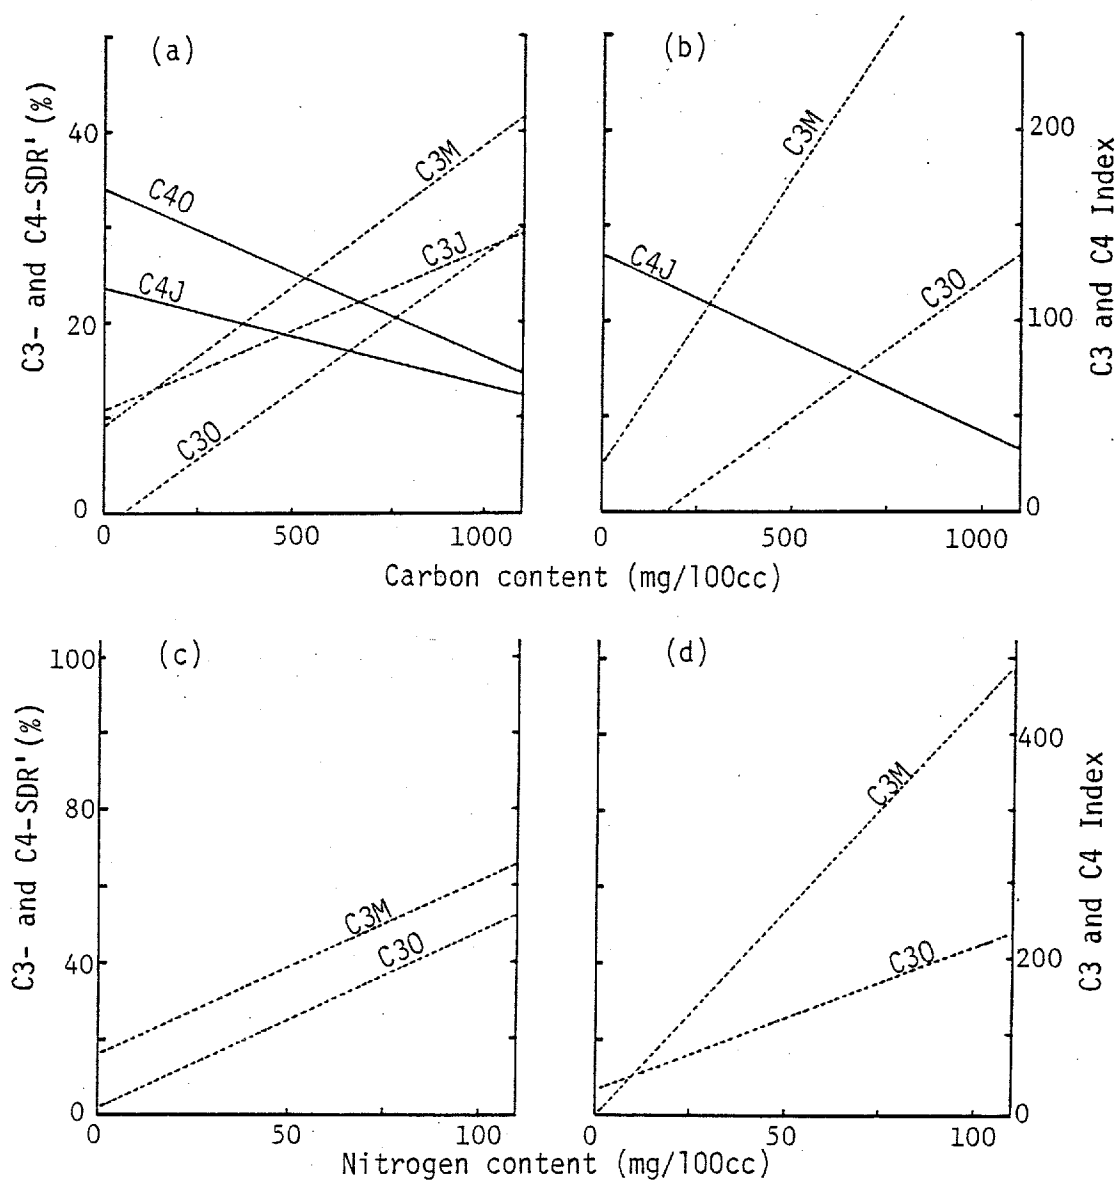 (a)
C3- and C4-SDR' (%)
40
20
0
C4O
C4J
C3M
C3J
C3O
0 500 1000
(b)
C3M
C4J
C3O
200
100
0
C3 and C4 Index
0 500 1000
Carbon content (mg/100cc)
(c)
C3- and C4-SDR' (%)
100
80
40
0
C3M
C3O
0 50 100
(d)
C3M
C3O
400
200
0
C3 and C4 Index
0 50 100
Nitrogen content (mg/100cc)